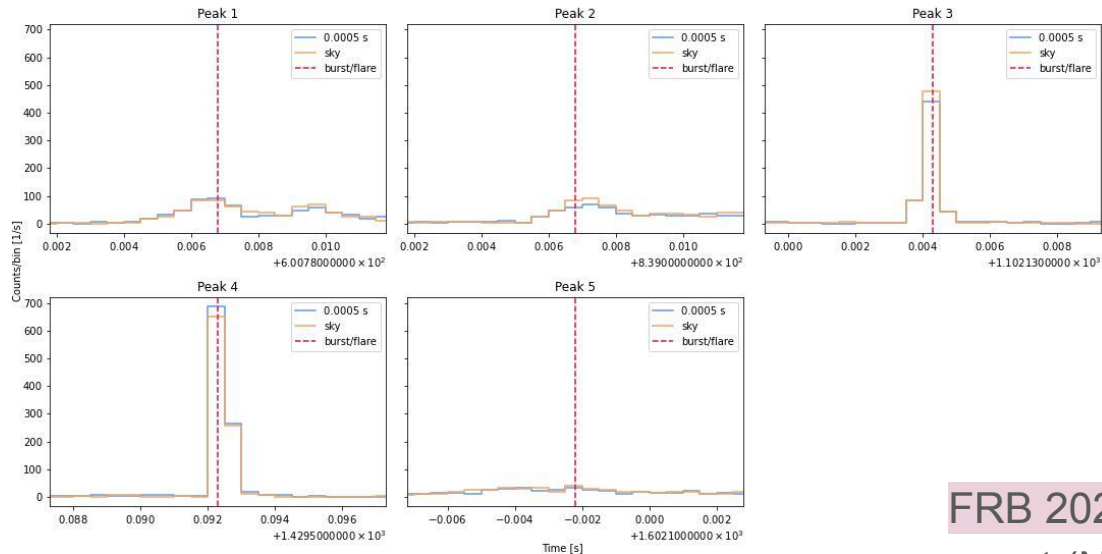 Peak 1
Peak 2
Peak 3
700
600
500
400
300
200
100
0
0.0005 s
sky
burst/flare
0.0005 s
sky
burst/flare
0.0005 s
sky
burst/flare
0.002 0.004 0.006 0.008 0.010
+6.0078000000 × 10²
0.002 0.004 0.006 0.008 0.010
+8.3900000000 × 10²
0.000 0.002 0.004 0.006 0.008
+1.1021300000 × 10³
Counts/bin [1/s]
Peak 4
Peak 5
700
600
500
400
300
200
100
0
0.0005 s
sky
burst/flare
0.0005 s
sky
burst/flare
0.088 0.090 0.092 0.094 0.096
+1.4295000000 × 10³
−0.006 −0.004 −0.002 0.000 0.002
+1.6021000000 × 10³
Time [s]
FRB 202